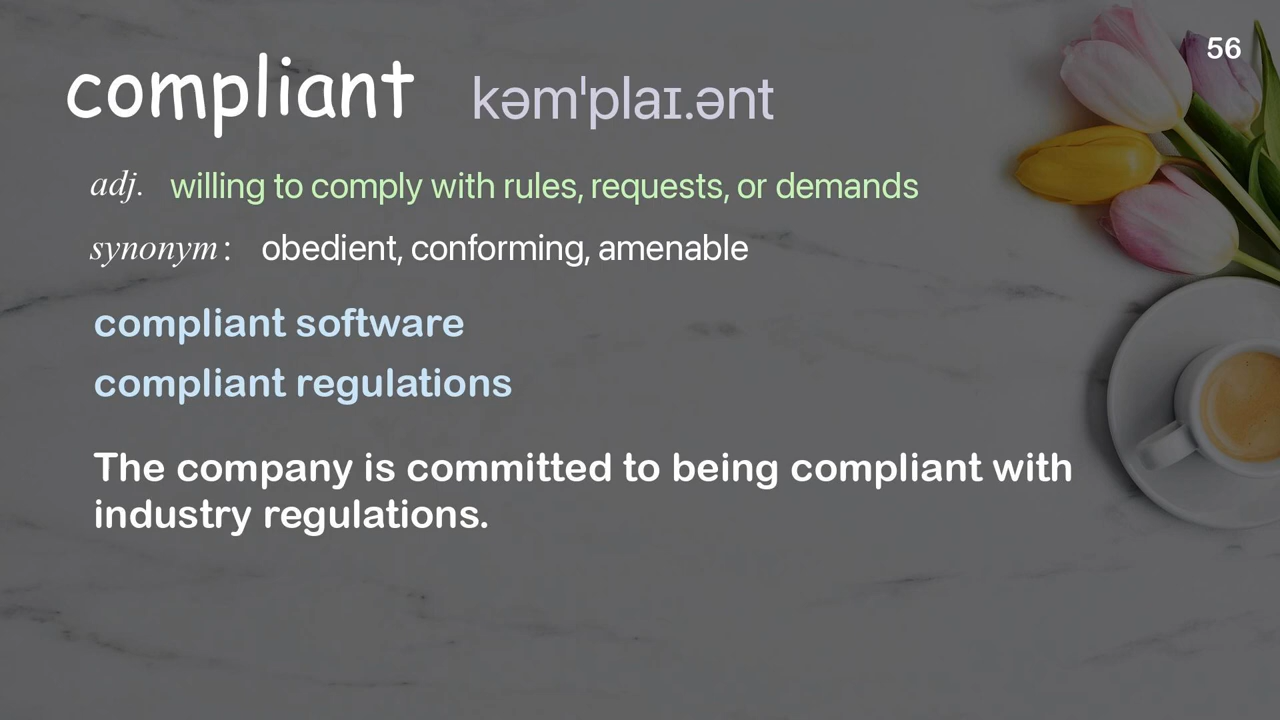 56
compliant kəmˈplaɪ.ənt
adj. willing to comply with rules, requests, or demands
synonym: obedient, conforming, amenable
compliant software
compliant regulations
The company is committed to being compliant with
industry regulations.